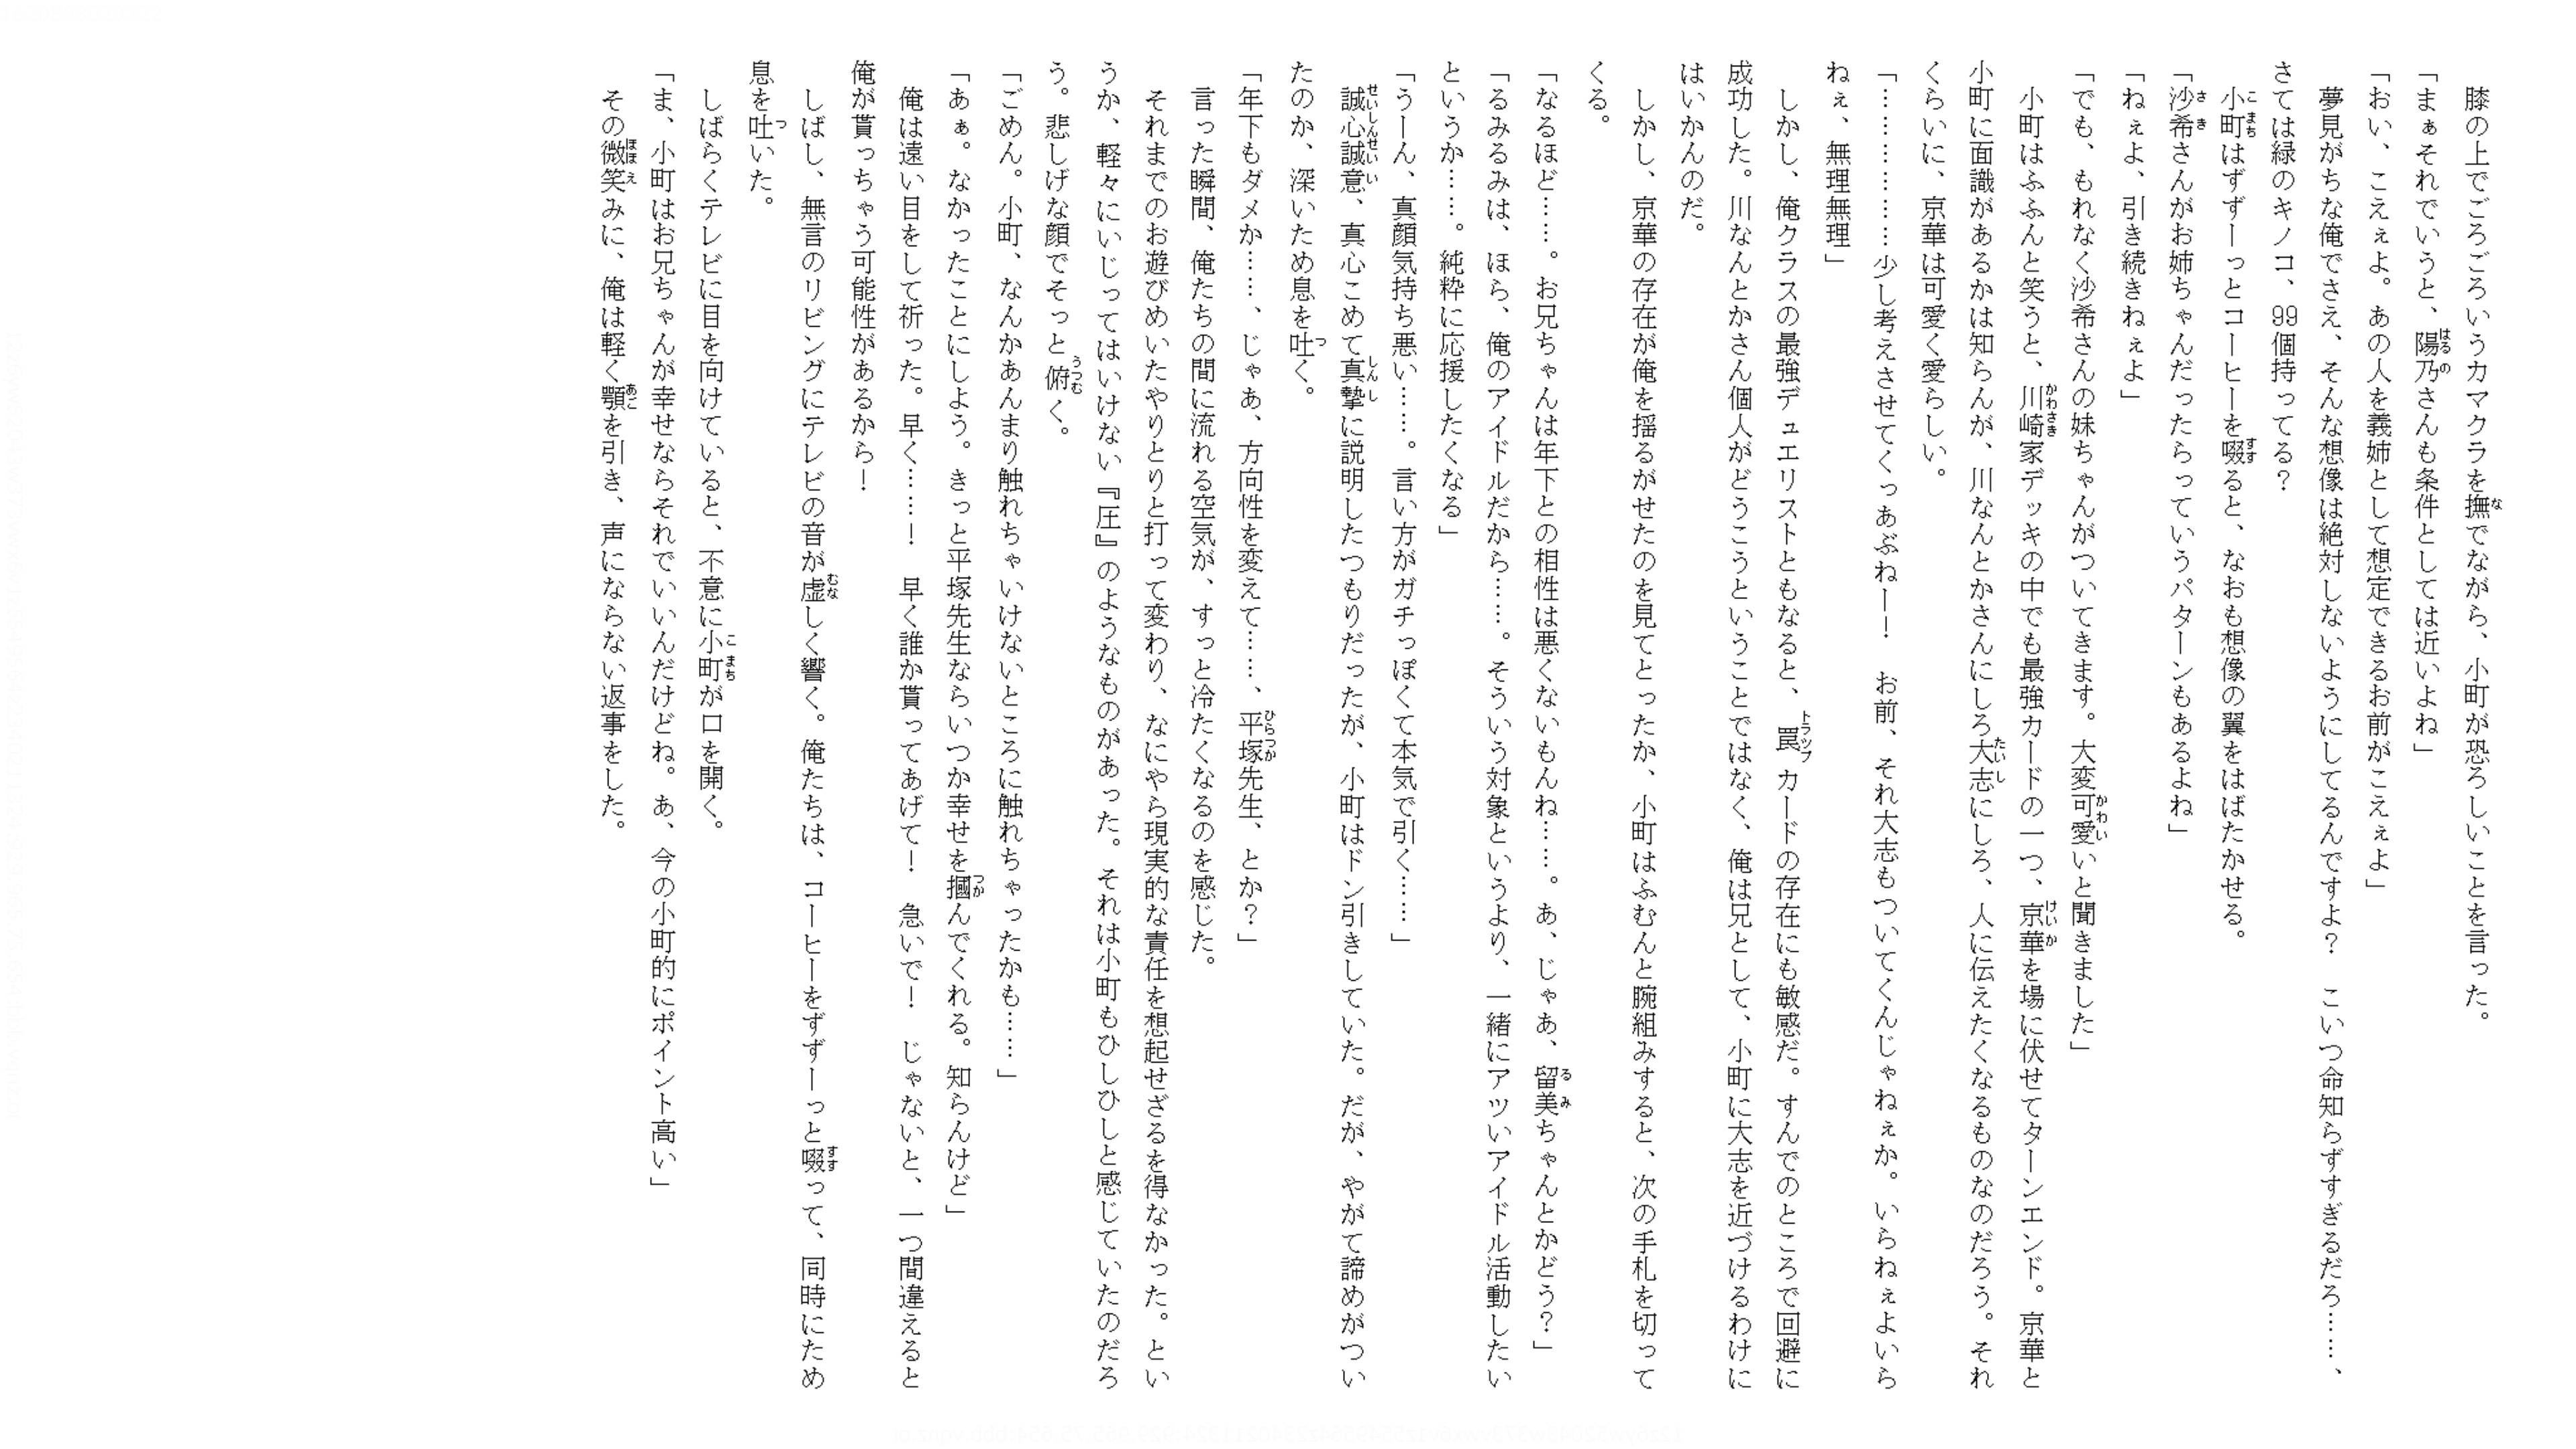 膝の上でごろごろいうカマクラを撫でながら、小町が恐ろしいことを言った。
「まぁそれでいうと、陽乃さんも条件としては近いよね」
「おい、こえぇよ。あの人を義姉として想定できるお前がこえぇよ」
夢見がちな俺でさえ、そんな想像は絶対しないようにしてるんですよ？　こいつ命知らずすぎるだろ……、
さては緑のキノコ、99個持ってる？
小町はずずーっとコーヒーを啜ると、なおも想像の翼をはばたかせる。
「沙希さんがお姉ちゃんだったらっていうパターンもあるよね」
「ねぇよ、引き続きねぇよ」
「でも、もれなく沙希さんの妹ちゃんがついてきます。大変可愛いと聞きました」
小町はふふんと笑うと、川崎家デッキの中でも最強カードの一つ、京華を場に伏せてターンエンド。京華と
小町に面識があるかは知らんが、川なんとかさんにしろ大志にしろ、人に伝えたくなるものなのだろう。それ
くらいに、京華は可愛く愛らしい。
「…………………少し考えさせてくっあぶねー！　お前、それ大志もついてくんじゃねぇか。いらねぇよいら
ねぇ、無理無理」
しかし、俺クラスの最強デュエリストともなると、罠カードの存在にも敏感だ。すんでのところで回避に
成功した。川なんとかさん個人がどうこうということではなく、俺は兄として、小町に大志を近づけるわけに
はいかんのだ。
しかし、京華の存在が俺を揺るがせたのを見てとったか、小町はふむんと腕組みすると、次の手札を切って
くる。
「なるほど……。お兄ちゃんは年下との相性は悪くないもんね……。あ、じゃあ、留美ちゃんとかどう？」
「るみるみは、ほら、俺のアイドルだから……。そういう対象というより、一緒にアツいアイドル活動したい
というか……。純粋に応援したくなる」
「うーん、真顔気持ち悪い……。言い方がガチっぽくて本気で引く……」
誠心誠意、真心こめて真摯に説明したつもりだったが、小町はドン引きしていた。だが、やがて諦めがつい
たのか、深いため息を吐く。
「年下もダメか……、じゃあ、方向性を変えて……、平塚先生、とか？」
言った瞬間、俺たちの間に流れる空気が、すっと冷たくなるのを感じた。
それまでのお遊びめいたやりとりと打って変わり、なにやら現実的な責任を想起せざるを得なかった。とい
うか、軽々にいじってはいけない『圧』のようなものがあった。それは小町もひしひしと感じていたのだろ
う。悲しげな顔でそっと俯く。
「ごめん。小町、なんかあんまり触れちゃいけないところに触れちゃったかも……」
「あぁ。なかったことにしよう。きっと平塚先生ならいつか幸せを摑んでくれる。知らんけど」
俺は遠い目をして祈った。早く……！　早く誰か貰ってあげて！　急いで！　じゃないと、一つ間違えると
俺が貰っちゃう可能性があるから！
しばし、無言のリビングにテレビの音が虚しく響く。俺たちは、コーヒーをずずーっと啜って、同時にため
息を吐いた。
しばらくテレビに目を向けていると、不意に小町が口を開く。
「ま、小町はお兄ちゃんが幸せならそれでいいんだけどね。あ、今の小町的にポイント高い」
その微笑みに、俺は軽く顎を引き、声にならない返事をした。